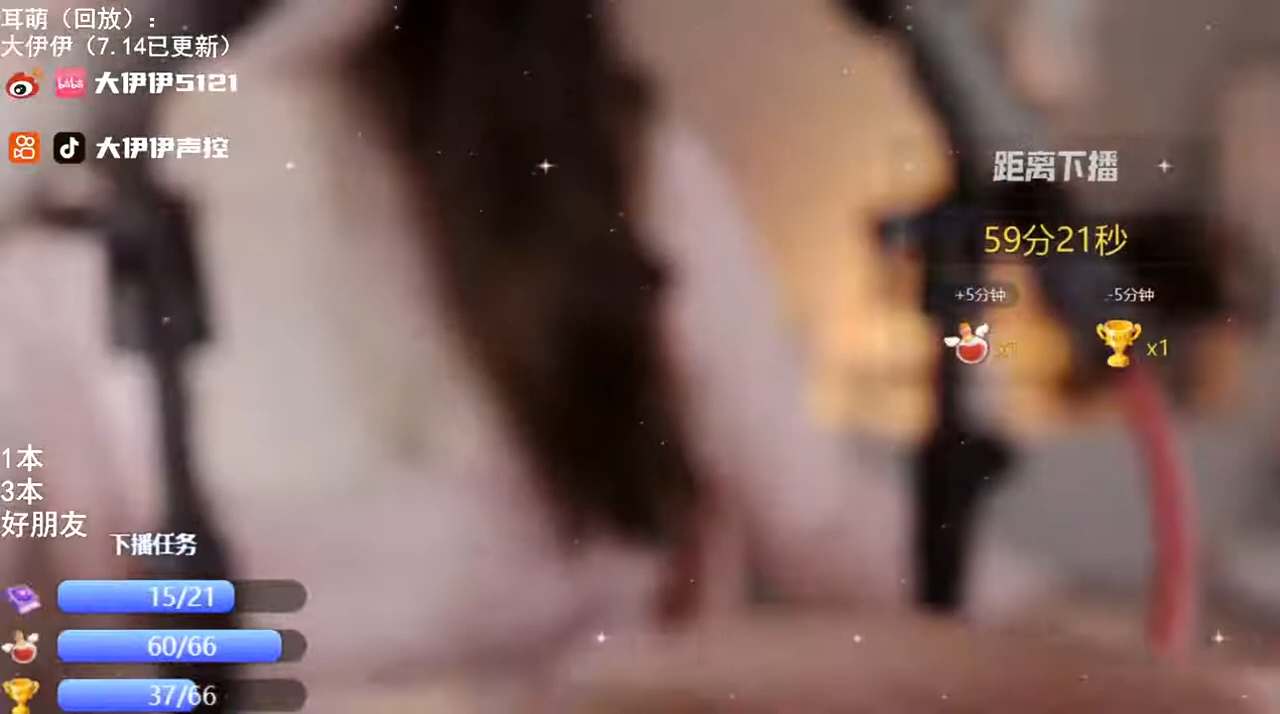 耳萌（回放）：
大伊伊（7.14已更新）
大伊伊5121
大伊伊声控
距离下播
59分21秒
+5分钟
-5分钟
x1
x1
1本
3本
好朋友
下播任务
15/21
60/66
37/66